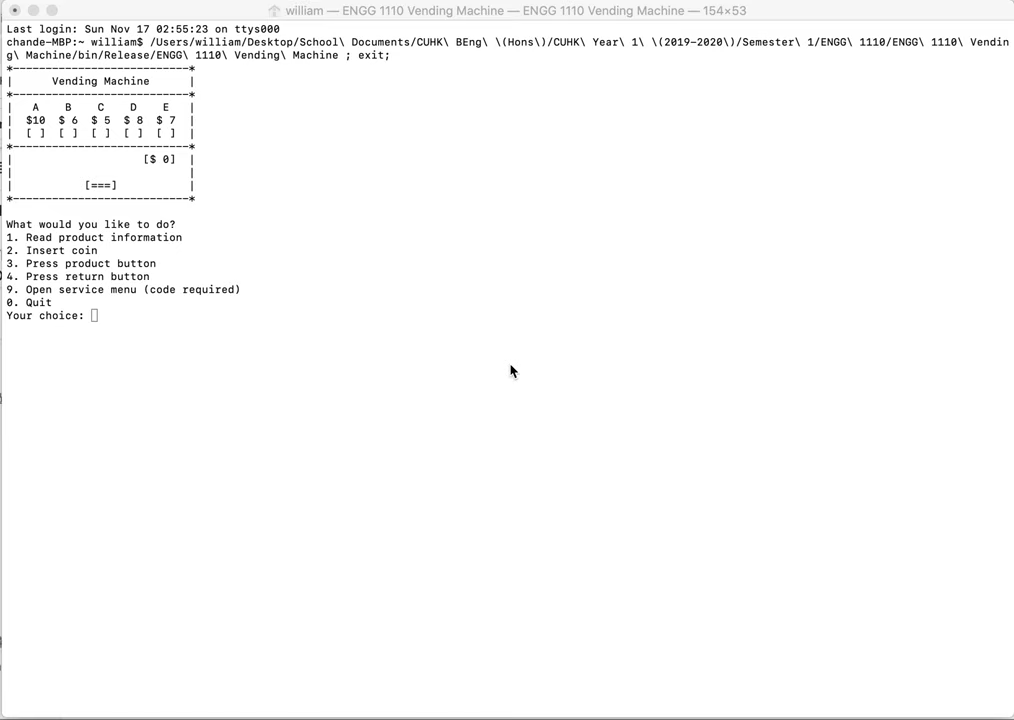 william — ENGG 1110 Vending Machine — ENGG 1110 Vending Machine — 154×53
Last login: Sun Nov 17 02:55:23 on ttys000
chande-MBP:~ william$ /Users/william/Desktop/School\ Documents/CUHK\ BEng\ \(Hons\)/CUHK\ Year\ 1\ \(2019-2020\)/Semester\ 1/ENGG\ 1110/ENGG\ 1110\ Vendin
g\ Machine/bin/Release/ENGG\ 1110\ Vending\ Machine ; exit;
*---------------------------*
|      Vending Machine      |
*---------------------------*
|   A    B    C    D    E   |
|  $10  $ 6  $ 5  $ 8  $ 7  |
|  [ ]  [ ]  [ ]  [ ]  [ ]  |
*---------------------------*
|                    [$ 0]  |
|                           |
|           [===]           |
*---------------------------*
What would you like to do?
1. Read product information
2. Insert coin
3. Press product button
4. Press return button
9. Open service menu (code required)
0. Quit
Your choice: